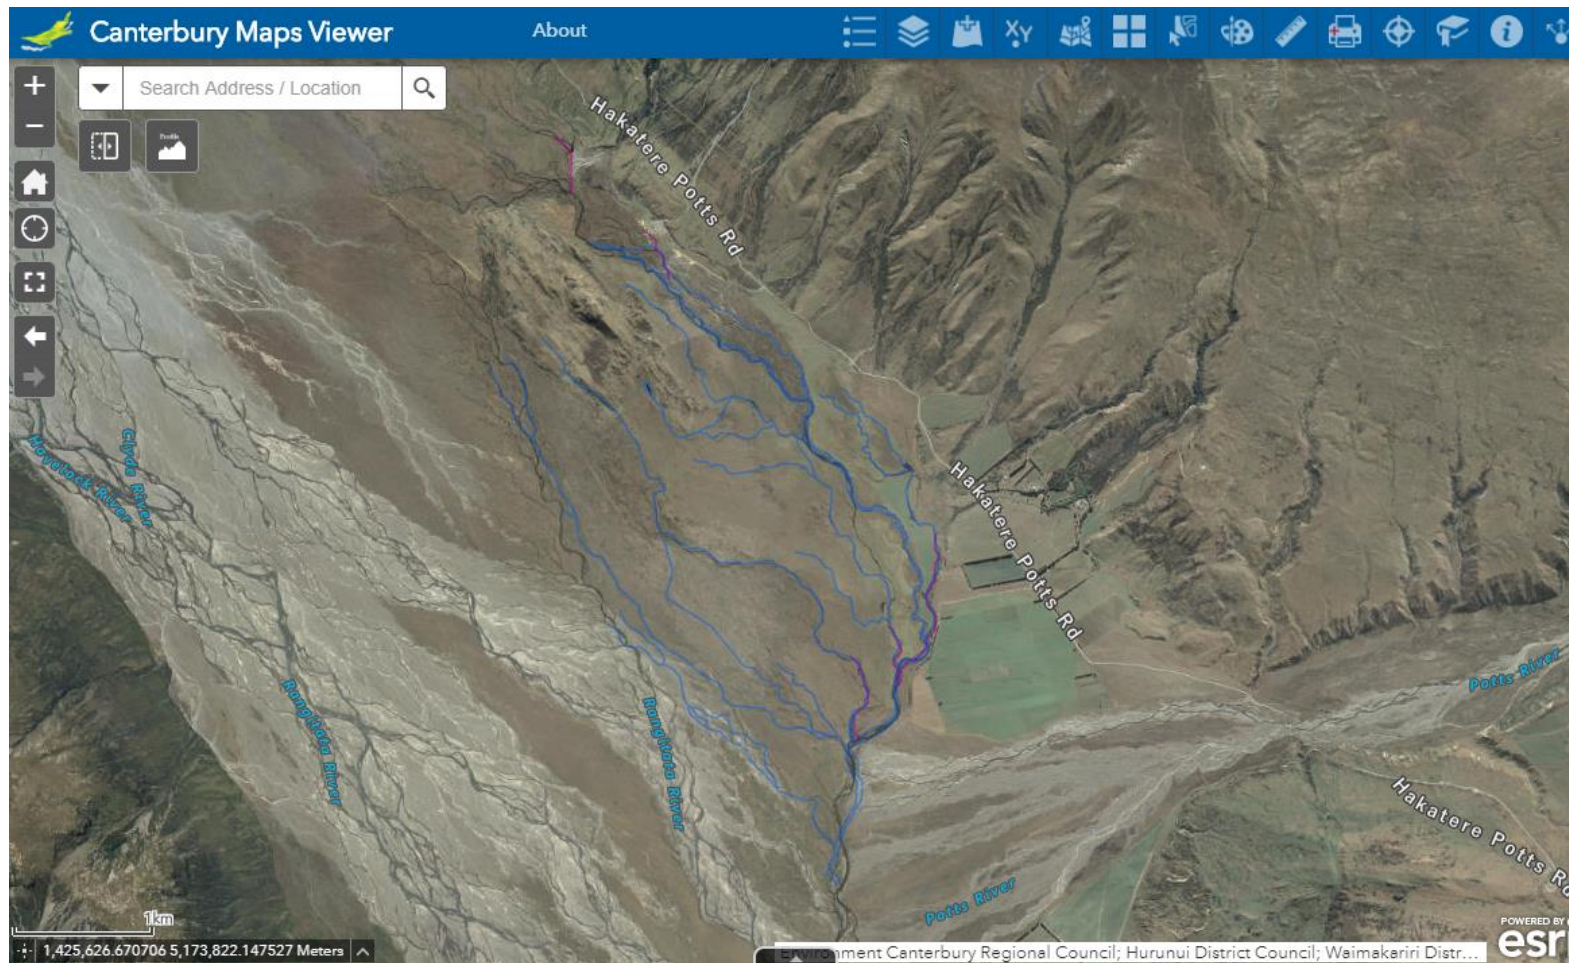 Canterbury Maps Viewer
About
Search Address / Location
Profile
Hakatere Potts Rd
Hakatere Potts Rd
Clyde River
Havelock River
Potts River
Rangitata River
Rangitata River
Hakatere Potts Rd
Potts River
1km
1,425,626.670706 5,173,822.147527 Meters
Environment Canterbury Regional Council; Hurunui District Council; Waimakariri Distr...
POWERED BY
esri